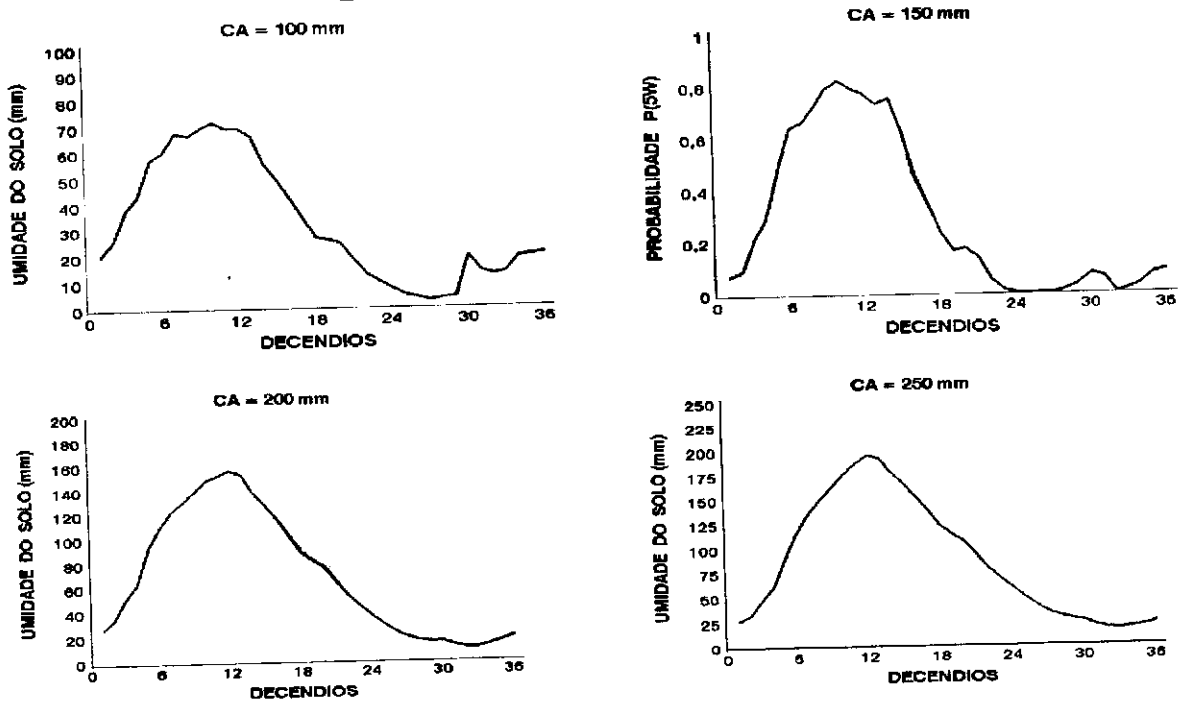 CA = 100 mm
UMIDADE DO SOLO (mm)
100
90
80
70
60
50
40
30
20
10
0
0 6 12 18 24 30 36
DECENDIOS
CA = 150 mm
PROBABILIDADE P(5W)
1
0,8
0,6
0,4
0,2
0
0 6 12 18 24 30 36
DECENDIOS
CA = 200 mm
UMIDADE DO SOLO (mm)
200
180
160
140
120
100
80
60
40
20
0
0 6 12 18 24 30 36
DECENDIOS
CA = 250 mm
UMIDADE DO SOLO (mm)
250
225
200
175
150
125
100
75
50
25
0
0 6 12 18 24 30 36
DECENDIOS